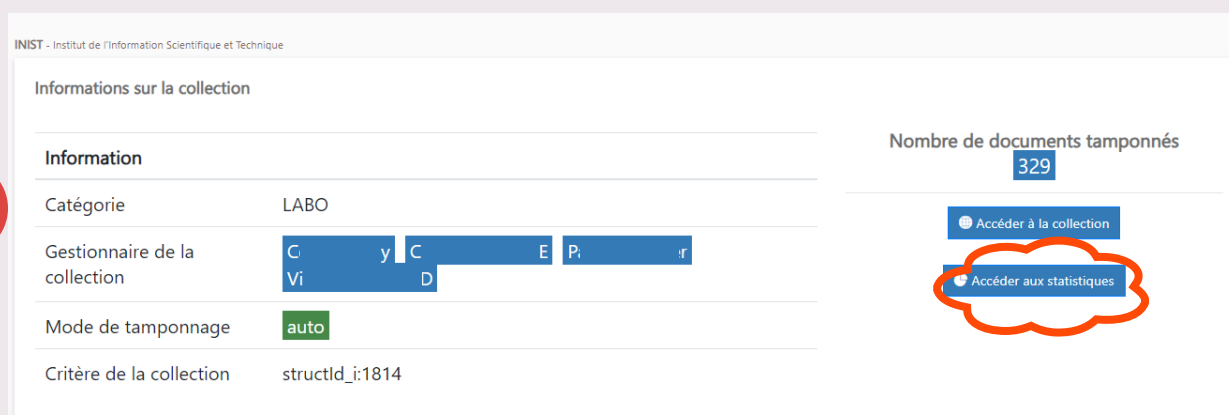 INIST - Institut de l'Information Scientifique et Technique
Informations sur la collection
Information
Catégorie LABO
Gestionnaire de la
collection
Mode de tamponnage auto
Critère de la collection structId_i:1814
Nombre de documents tamponnés
329
Accéder à la collection
Accéder aux statistiques